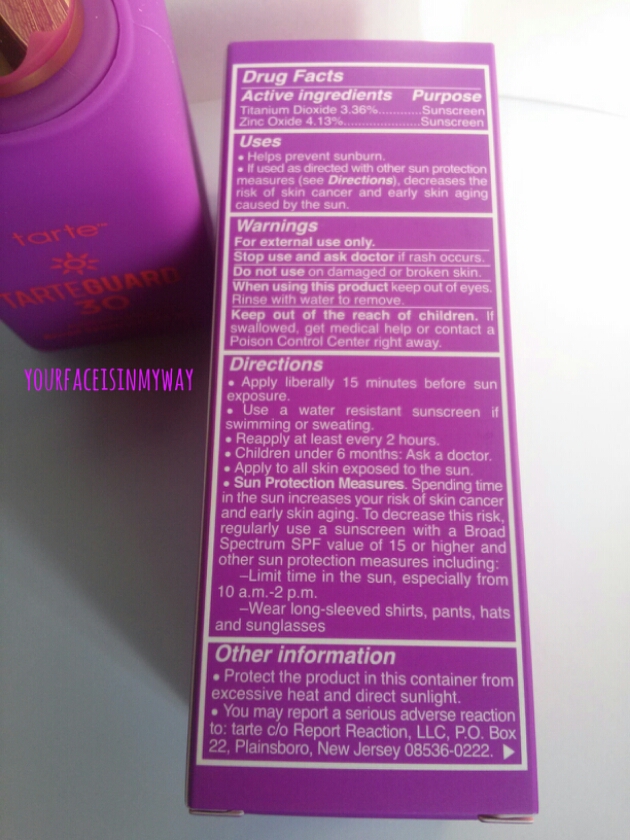 tarte™
TARTEGUARD
30
YOURFACEISINMYWAY
Drug Facts
Active ingredients Purpose
Titanium Dioxide 3.36%............Sunscreen
Zinc Oxide 4.13%.....................Sunscreen
Uses
• Helps prevent sunburn.
• If used as directed with other sun protection
measures (see Directions), decreases the
risk of skin cancer and early skin aging
caused by the sun.
Warnings
For external use only.
Stop use and ask doctor if rash occurs.
Do not use on damaged or broken skin.
When using this product keep out of eyes.
Rinse with water to remove.
Keep out of the reach of children. If
swallowed, get medical help or contact a
Poison Control Center right away.
Directions
• Apply liberally 15 minutes before sun
exposure.
• Use a water resistant sunscreen if
swimming or sweating.
• Reapply at least every 2 hours.
• Children under 6 months: Ask a doctor.
• Apply to all skin exposed to the sun.
• Sun Protection Measures. Spending time
in the sun increases your risk of skin cancer
and early skin aging. To decrease this risk,
regularly use a sunscreen with a Broad
Spectrum SPF value of 15 or higher and
other sun protection measures including:
–Limit time in the sun, especially from
10 a.m.-2 p.m.
–Wear long-sleeved shirts, pants, hats
and sunglasses
Other information
• Protect the product in this container from
excessive heat and direct sunlight.
• You may report a serious adverse reaction
to: tarte c/o Report Reaction, LLC, P.O. Box
22, Plainsboro, New Jersey 08536-0222.